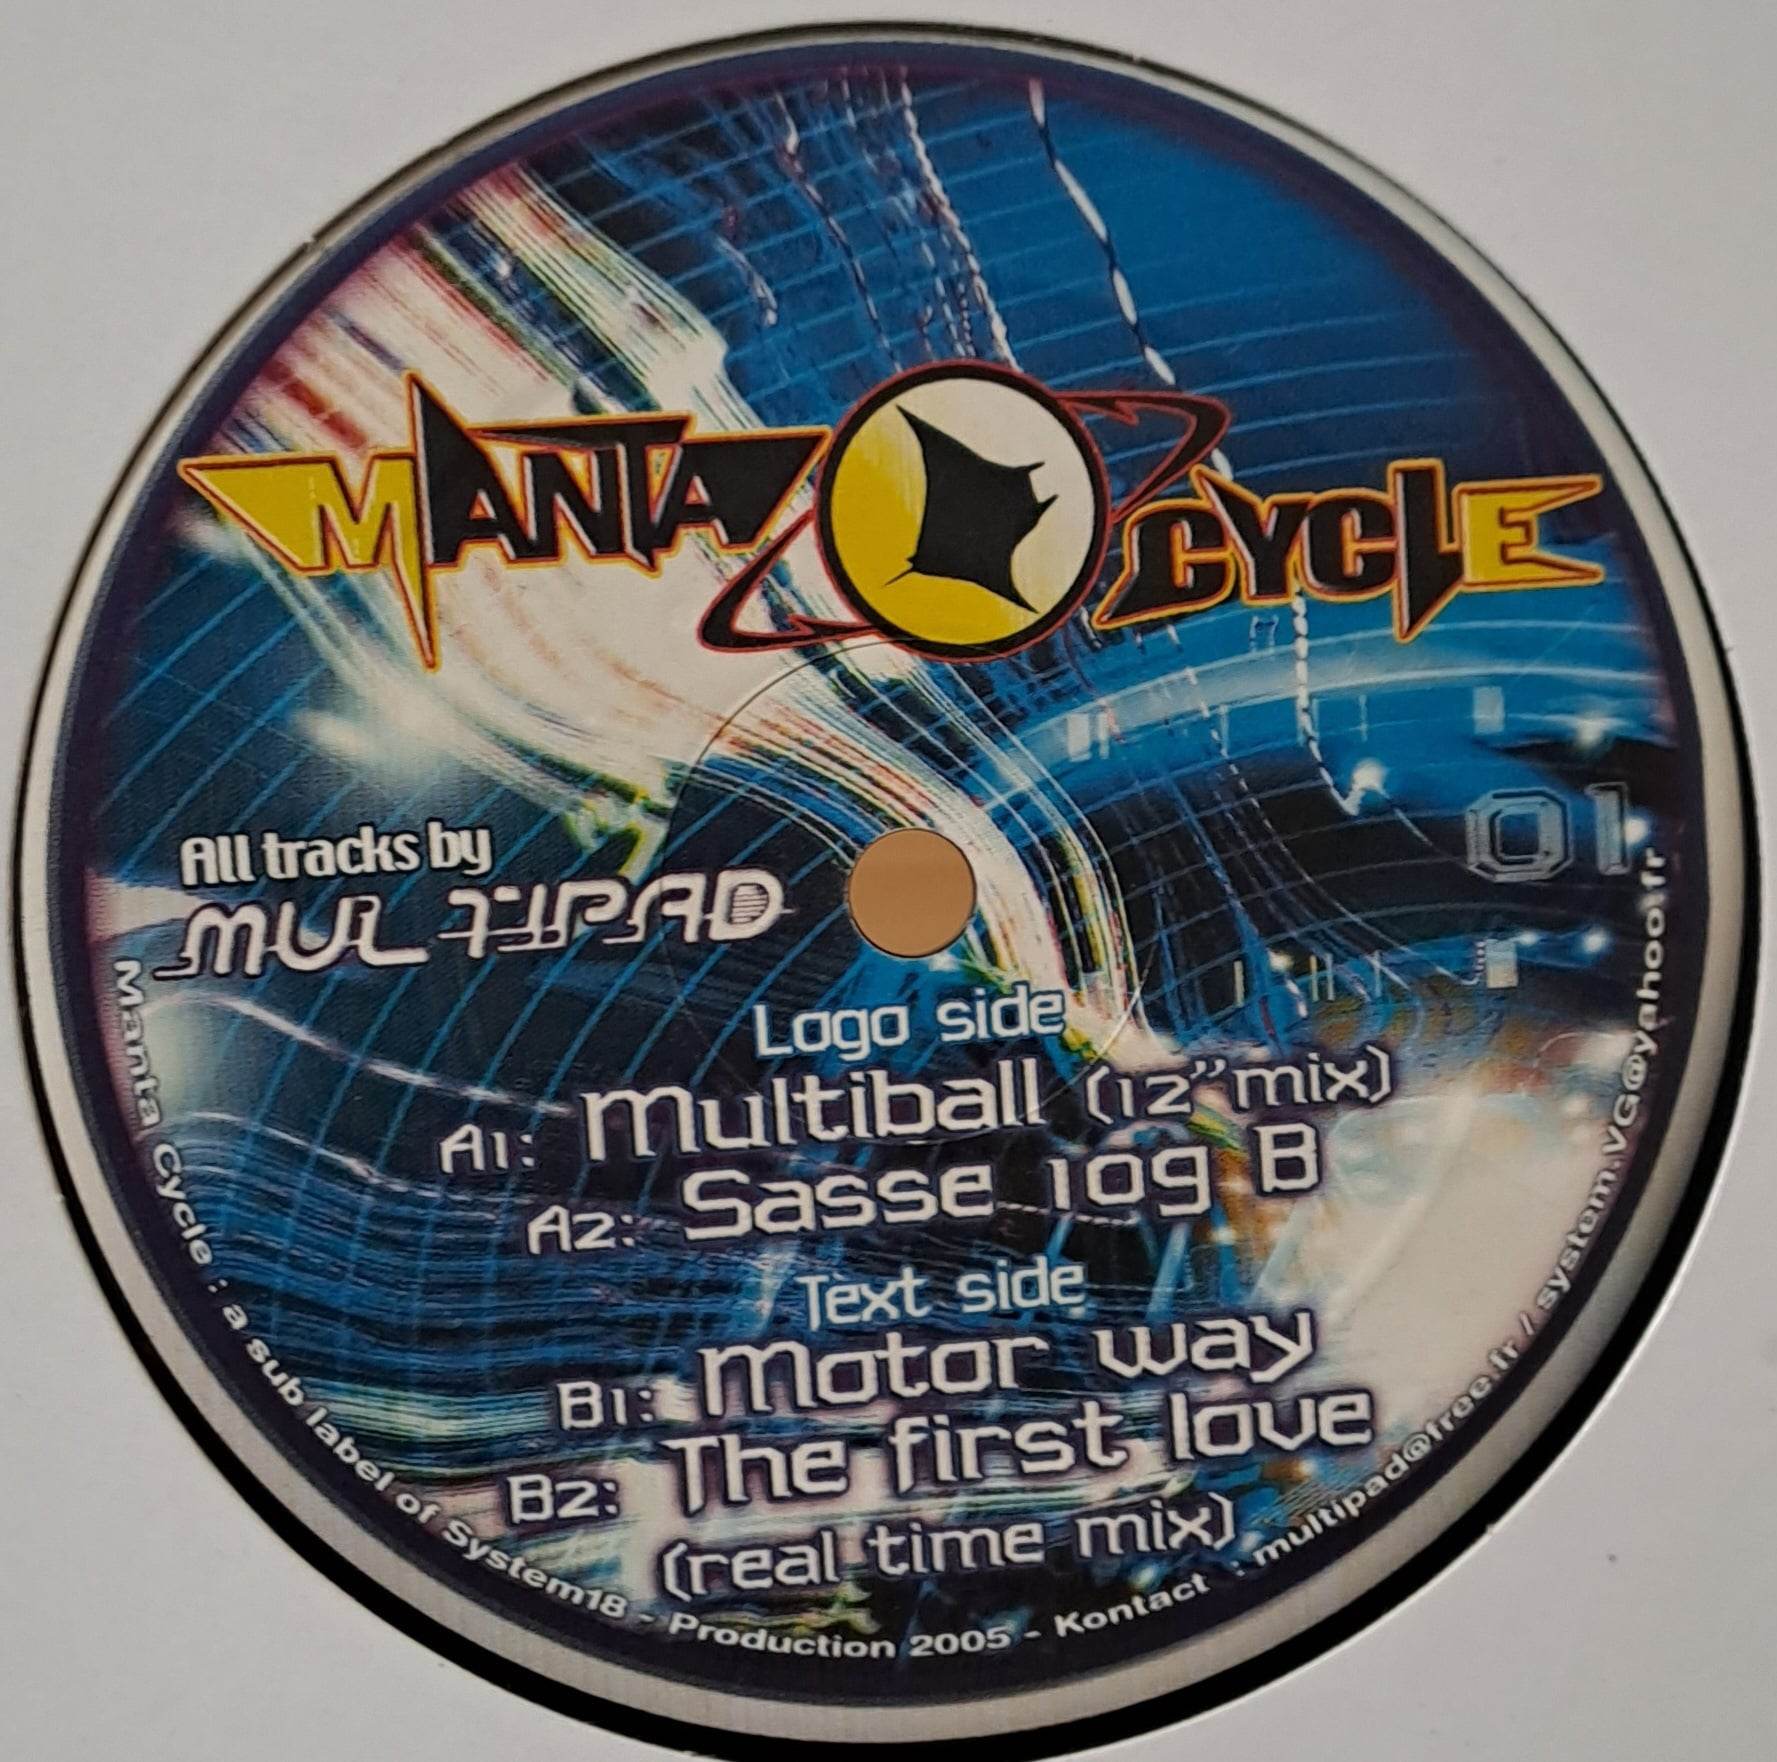 MANTA CYCLE
01
All tracks by
MULTIPAD
Logo side
A1: Multiball (12" mix)
A2: Sasse 109 B
Text side
B1: Motor way
B2: The first love
(real time mix)
Manta Cycle : a sub label of System18 - Production 2005 - Kontact : multipad@free.fr / system.VG@yahoo.fr